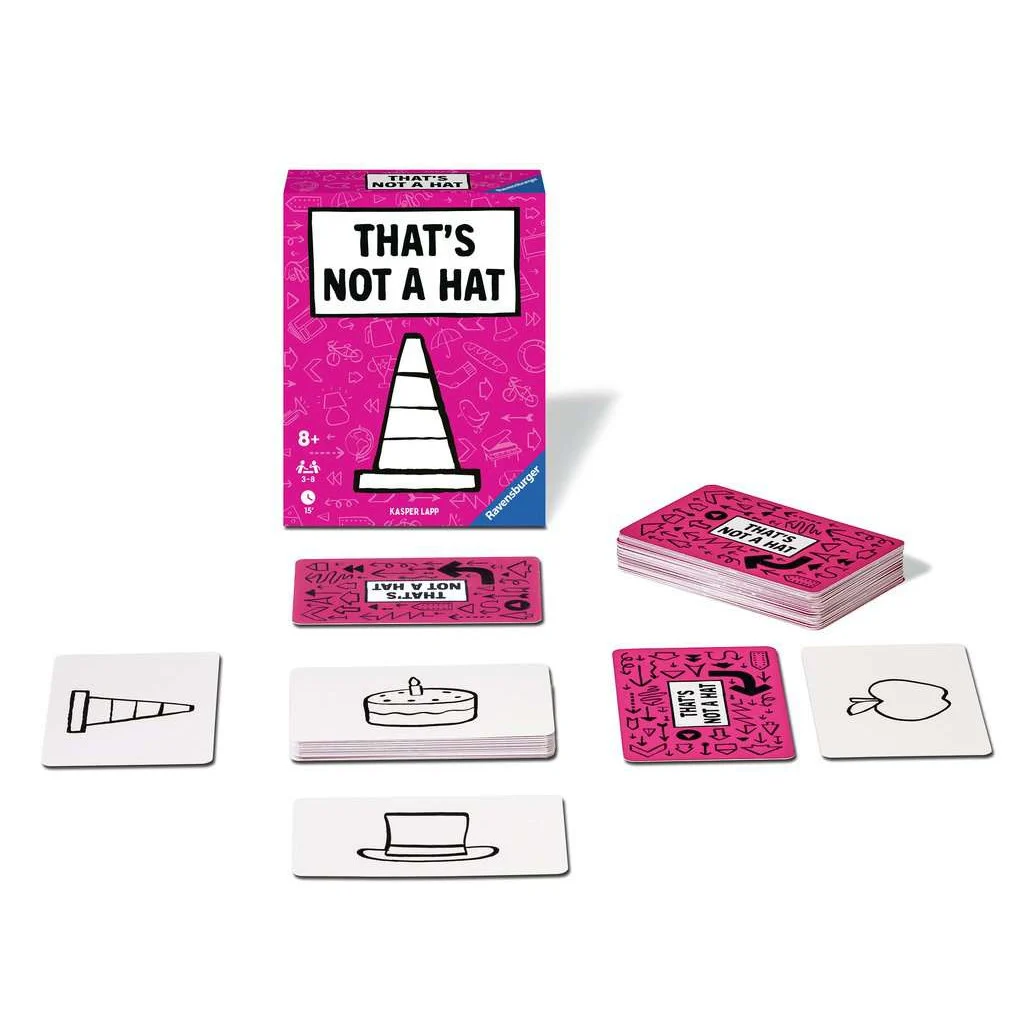 THAT'S
NOT A HAT
Ravensburger
THAT'S
NOT A HAT
8+
3-8
15'
KASPER LAPP
Ravensburger
THAT'S
NOT A HAT
THAT'S
NOT A HAT
THAT'S
NOT A HAT